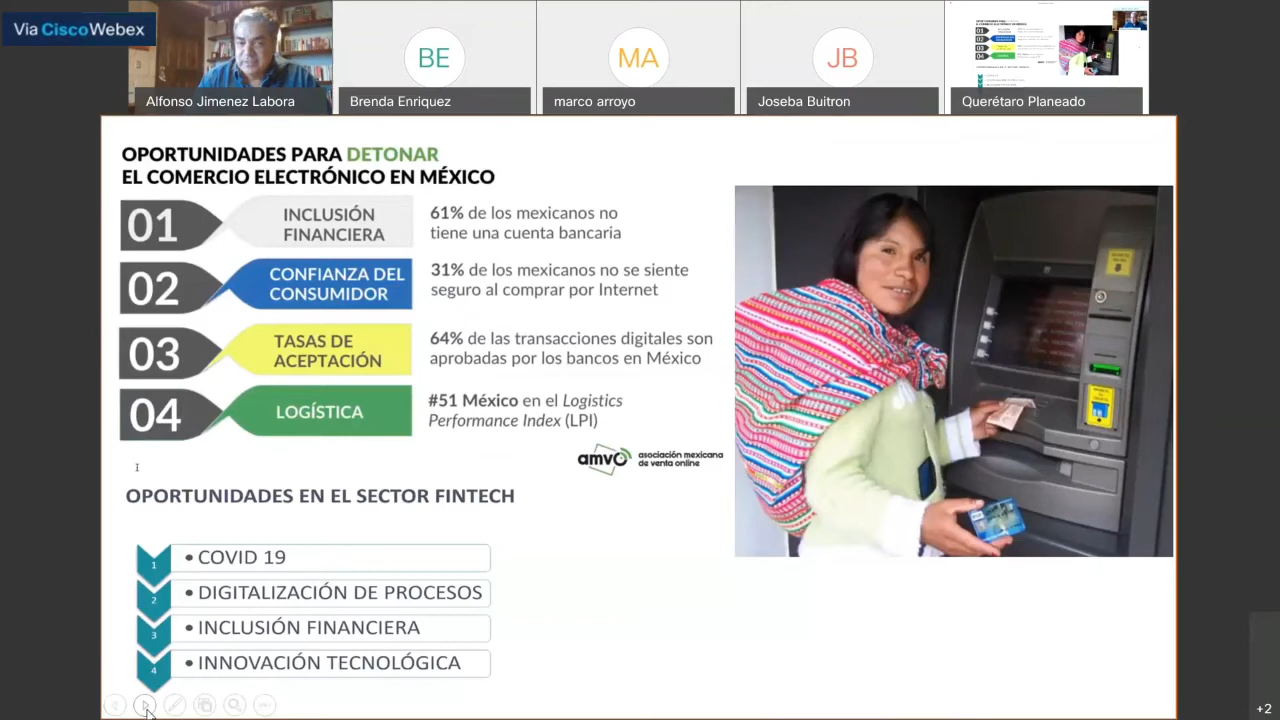 Via CiscoWebex
BE
MA
JB
Alfonso Jimenez Labora
Brenda Enriquez
marco arroyo
Joseba Buitron
Querétaro Planeado
OPORTUNIDADES PARA DETONAR
EL COMERCIO ELECTRÓNICO EN MÉXICO
01
INCLUSIÓN
FINANCIERA
61% de los mexicanos no
tiene una cuenta bancaria
02
CONFIANZA DEL
CONSUMIDOR
31% de los mexicanos no se siente
seguro al comprar por Internet
03
TASAS DE
ACEPTACIÓN
64% de las transacciones digitales son
aprobadas por los bancos en México
04
LOGÍSTICA
#51 México en el Logistics
Performance Index (LPI)
amvo asociación mexicana
de venta online
OPORTUNIDADES EN EL SECTOR FINTECH
1 • COVID 19
2 • DIGITALIZACIÓN DE PROCESOS
3 • INCLUSIÓN FINANCIERA
4 • INNOVACIÓN TECNOLÓGICA
+2